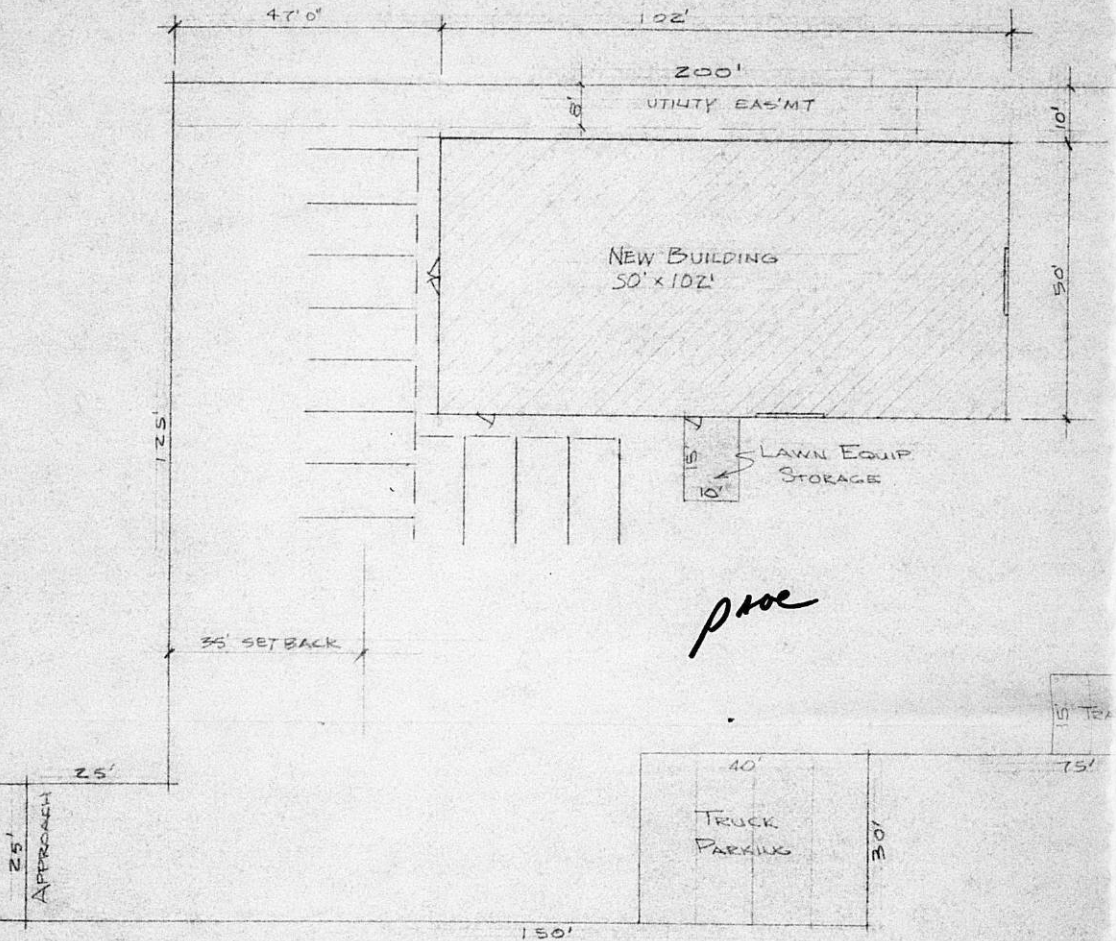 47'0"
102'
200'
8'
UTILITY EAS'MT
10'
NEW BUILDING
50' x 102'
50'
125'
15'
10'
LAWN EQUIP.
STORAGE
35' SETBACK
15'
25'
40'
75'
25'
APPROACH
TRUCK
PARKING
30'
150'